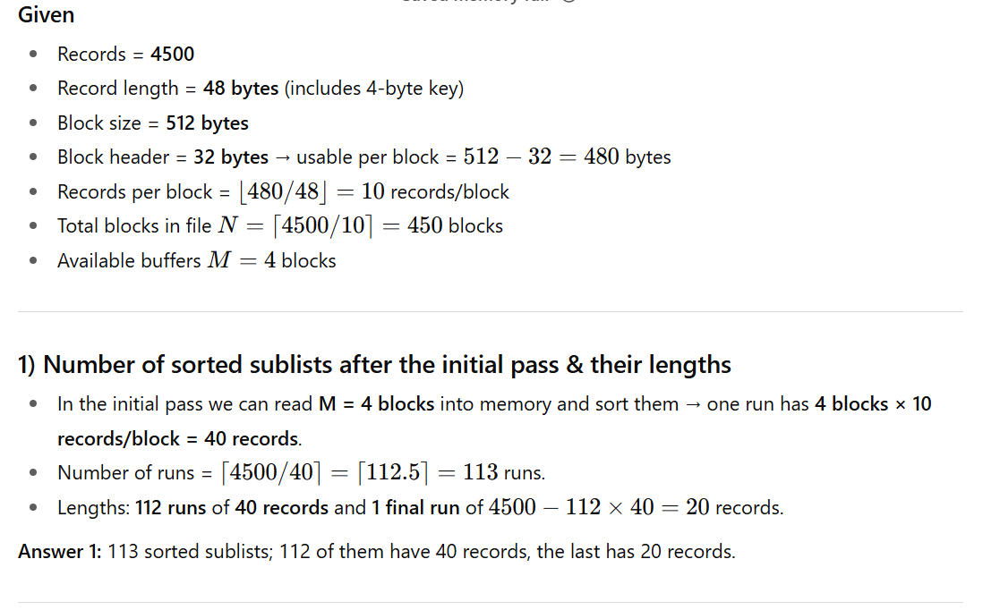 Given
• Records = 4500
• Record length = 48 bytes (includes 4-byte key)
• Block size = 512 bytes
• Block header = 32 bytes → usable per block = 512 − 32 = 480 bytes
• Records per block = ⌊480/48⌋ = 10 records/block
• Total blocks in file N = ⌈4500/10⌉ = 450 blocks
• Available buffers M = 4 blocks
1) Number of sorted sublists after the initial pass & their lengths
• In the initial pass we can read M = 4 blocks into memory and sort them → one run has 4 blocks × 10
records/block = 40 records.
• Number of runs = ⌈4500/40⌉ = ⌈112.5⌉ = 113 runs.
• Lengths: 112 runs of 40 records and 1 final run of 4500 − 112 × 40 = 20 records.
Answer 1: 113 sorted sublists; 112 of them have 40 records, the last has 20 records.